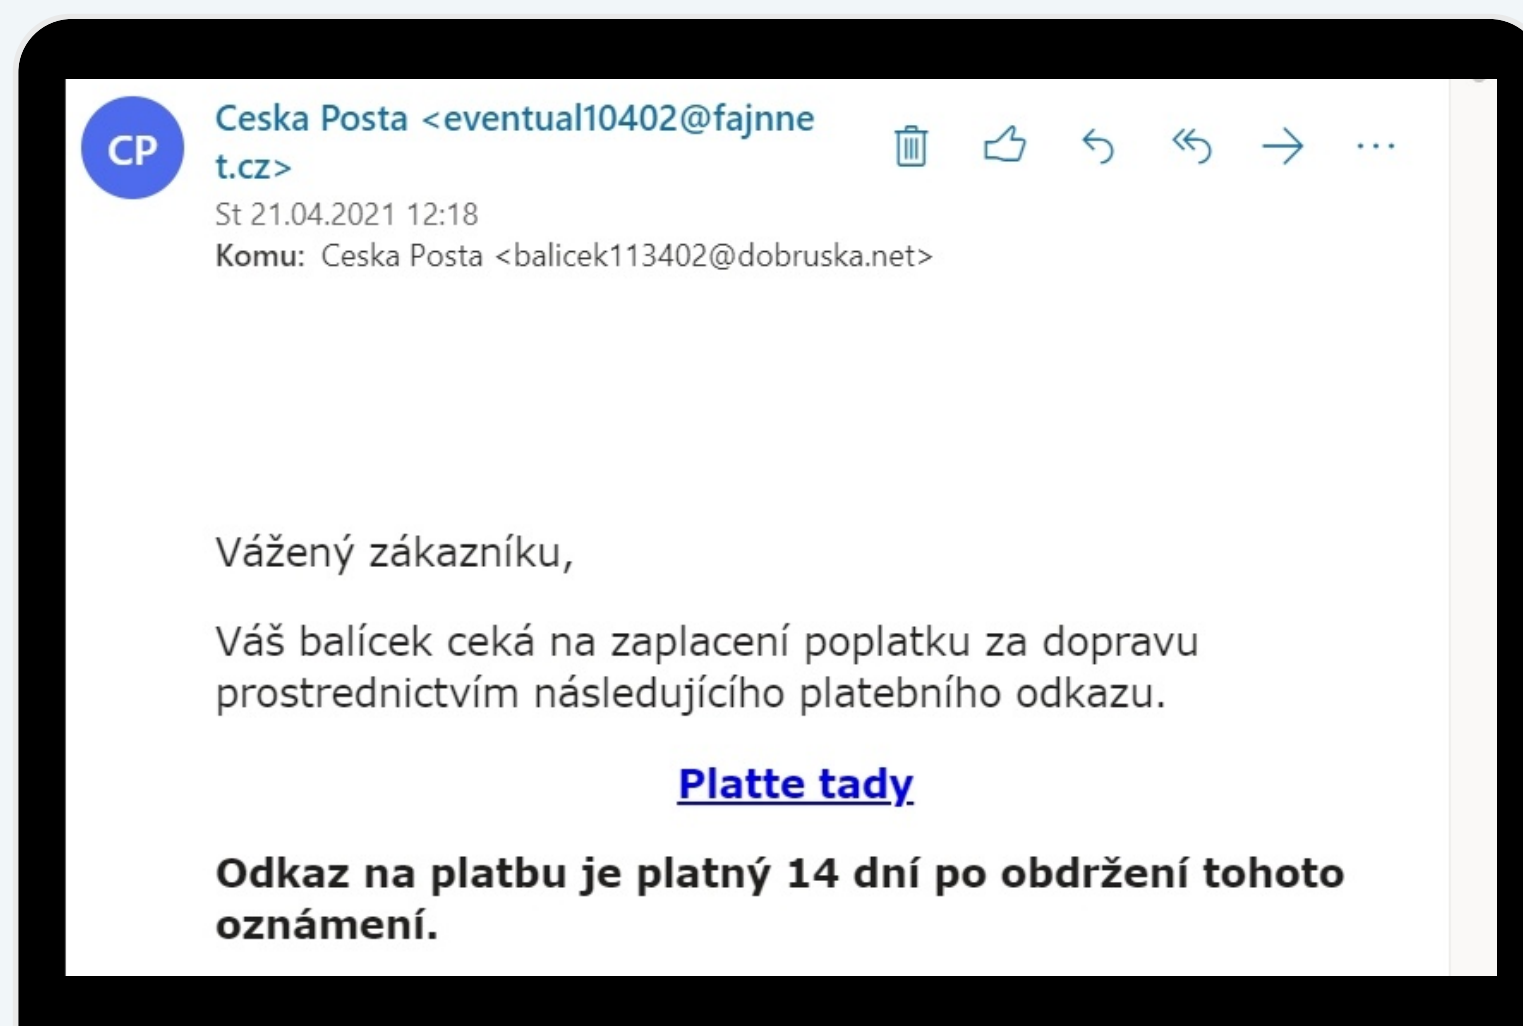 CP
Ceska Posta <eventual10402@fajnne
t.cz>
St 21.04.2021 12:18
Komu: Ceska Posta <balicek113402@dobruska.net>
Vážený zákazníku,
Váš balícek ceká na zaplacení poplatku za dopravu
prostrednictvím následujícího platebního odkazu.
Platte tady
Odkaz na platbu je platný 14 dní po obdržení tohoto
oznámení.